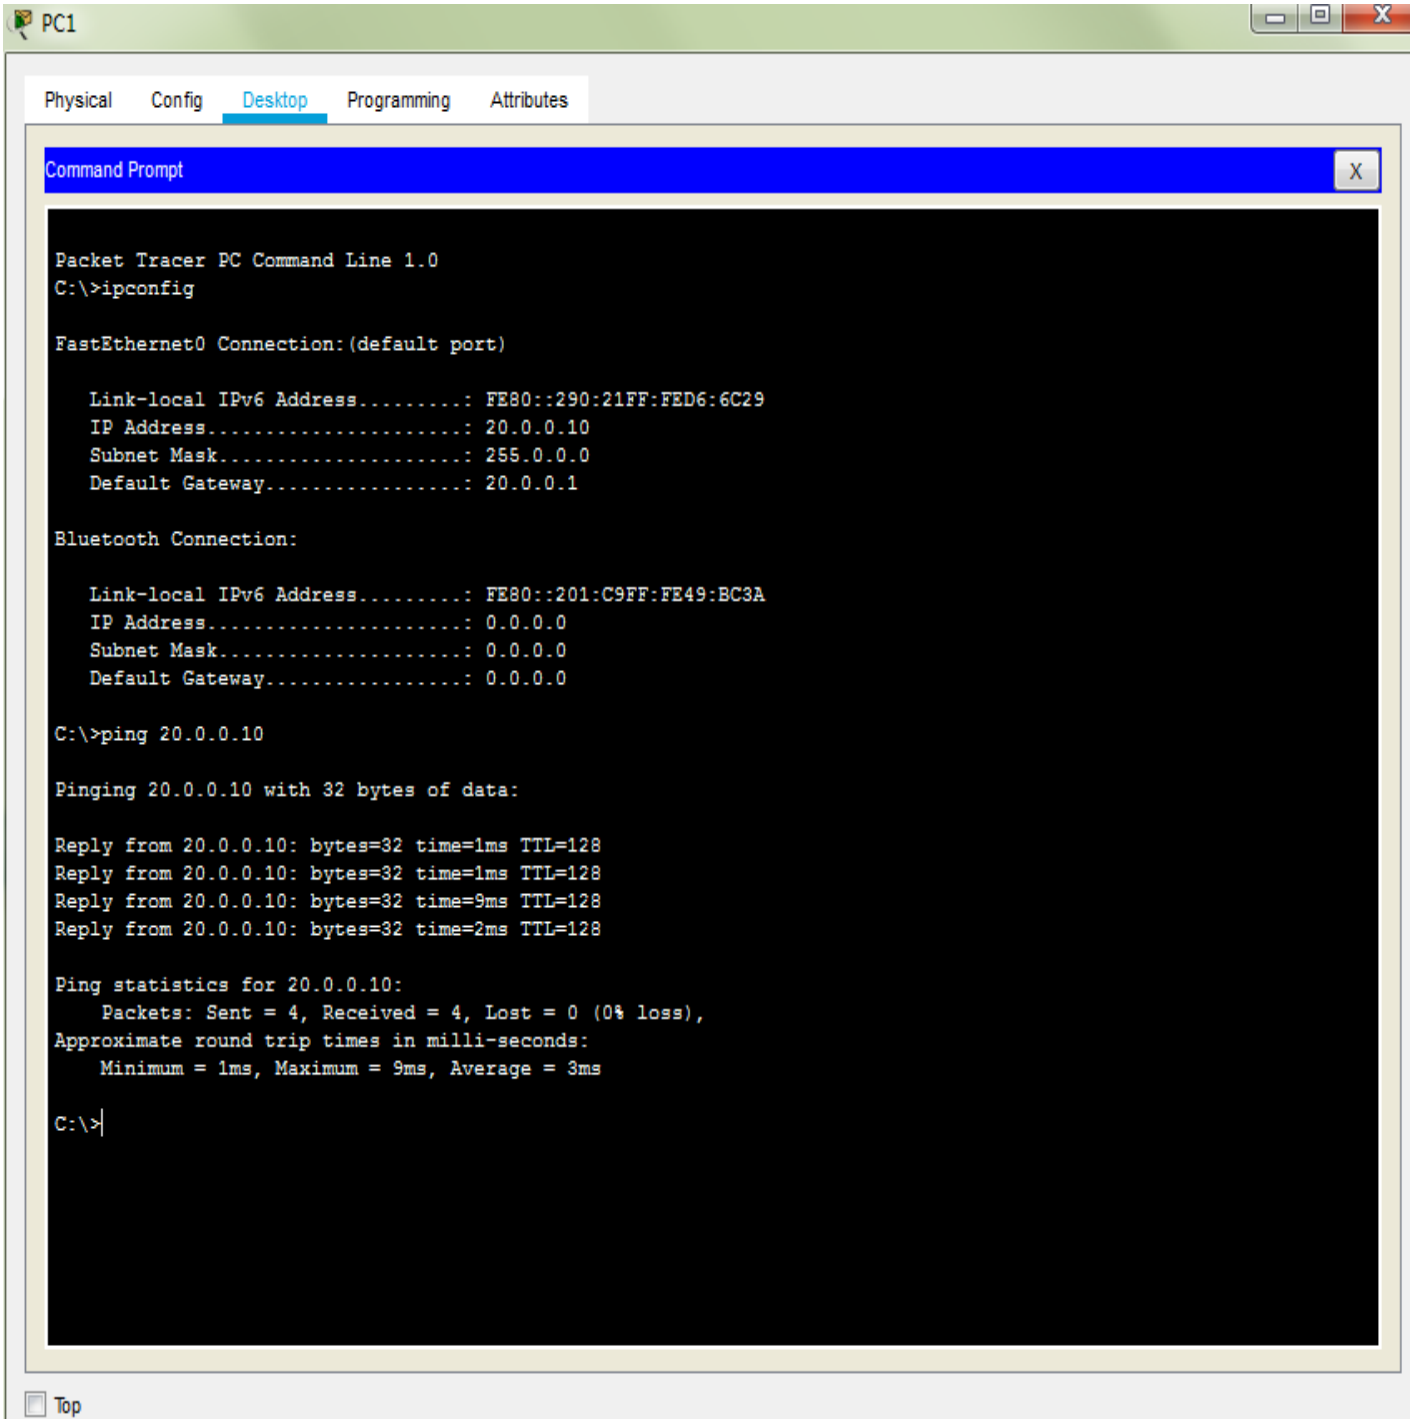 PC1
Physical Config Desktop Programming Attributes
Command Prompt X
Packet Tracer PC Command Line 1.0
C:\>ipconfig
FastEthernet0 Connection:(default port)
Link-local IPv6 Address.........: FE80::290:21FF:FED6:6C29
IP Address......................: 20.0.0.10
Subnet Mask.....................: 255.0.0.0
Default Gateway.................: 20.0.0.1
Bluetooth Connection:
Link-local IPv6 Address.........: FE80::201:C9FF:FE49:BC3A
IP Address......................: 0.0.0.0
Subnet Mask.....................: 0.0.0.0
Default Gateway.................: 0.0.0.0
C:\>ping 20.0.0.10
Pinging 20.0.0.10 with 32 bytes of data:
Reply from 20.0.0.10: bytes=32 time=1ms TTL=128
Reply from 20.0.0.10: bytes=32 time=1ms TTL=128
Reply from 20.0.0.10: bytes=32 time=9ms TTL=128
Reply from 20.0.0.10: bytes=32 time=2ms TTL=128
Ping statistics for 20.0.0.10:
Packets: Sent = 4, Received = 4, Lost = 0 (0% loss),
Approximate round trip times in milli-seconds:
Minimum = 1ms, Maximum = 9ms, Average = 3ms
C:\>
Top